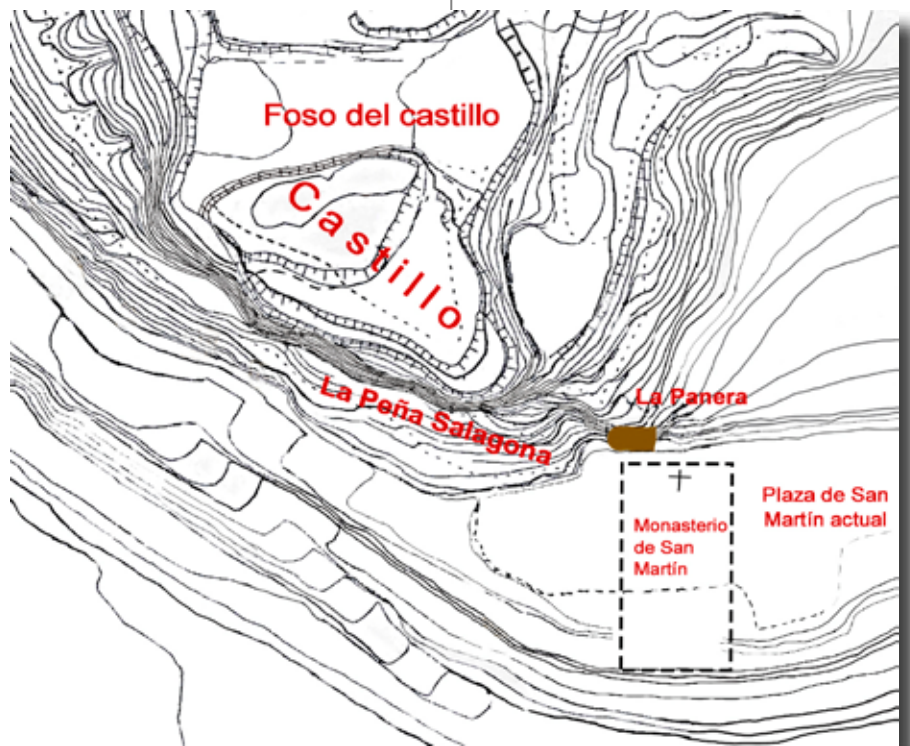 Foso del castillo
Castillo
La Peña Salagona
La Panera
Plaza de San
Martín actual
Monasterio
de San
Martín